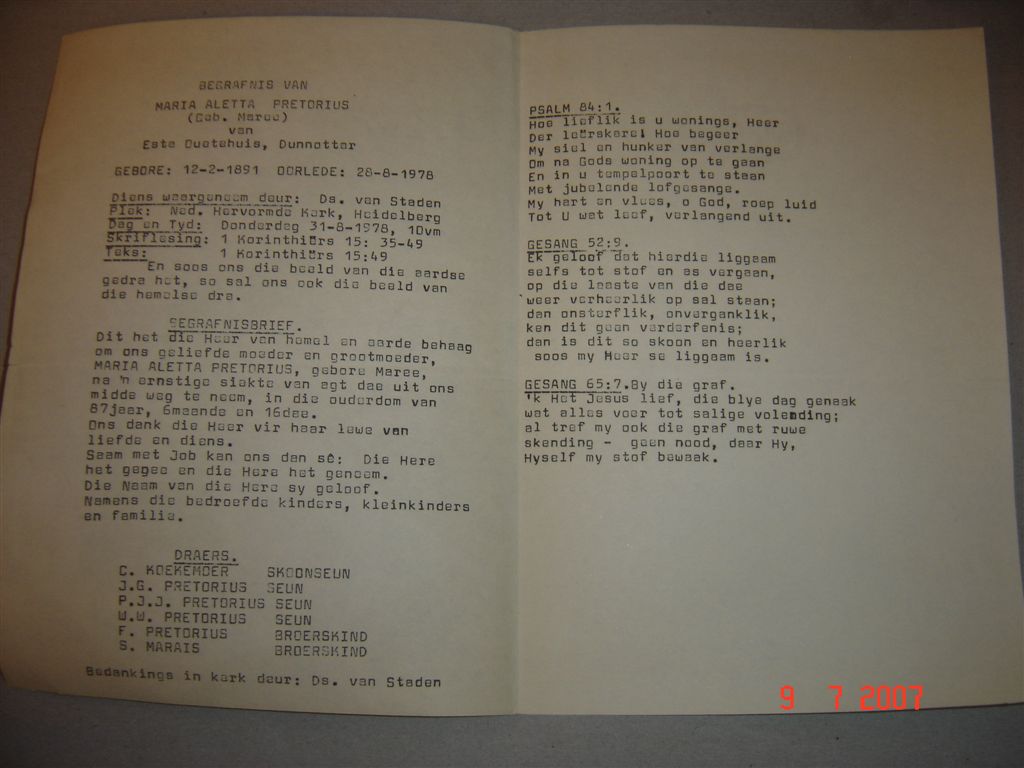 BEGRAFNIS VAN
MARIA ALETTA PRETORIUS
(Geb. Maree)
van
Este Ouetehuis, Dunnottar
GEBORE: 12-2-1891 OORLEDE: 28-8-1978
Diens waargeneem deur: Ds. van Staden
Plek: Ned. Hervormde Kerk, Heidelberg
Dag en Tyd: Donderdag 31-8-1978, 10vm
Skriflesing: 1 Korinthiërs 15: 35-49
Teks: 1 Korinthiërs 15:49
En soos ons die beeld van die aardse
gedra het, so sal ons ook die beeld van
die hemelse dra.
BEGRAFNISBRIEF.
Dit het die Heer van hemel en aarde behaag
om ons geliefde moeder en grootmoeder,
MARIA ALETTA PRETORIUS, gebore Maree,
na 'n ernstige siekte van agt dae uit ons
midde weg te neem, in die ouderdom van
87jaar, 6maande en 16dae.
Ons dank die Heer vir haar lewe van
liefde en diens.
Saam met Job kan ons dan sê: Die Here
het gegee en die Here het geneem.
Die Naam van die Here sy geloof.
Namens die bedroefde kinders, kleinkinders
en familie.
DRAERS.
C. KOEKEMOER SKOONSEUN
J.G. PRETORIUS SEUN
P.J.J. PRETORIUS SEUN
W.W. PRETORIUS SEUN
F. PRETORIUS BROERSKIND
S. MARAIS BROERSKIND
Bedankings in kerk deur: Ds. van Staden
PSALM 84:1.
Hoe lieflik is u wonings, Heer
Der leërskare! Hoe begeer
My siel en hunker van verlange
Om na Gods woning op te gaan
En in u tempelpoort te staan
Met jubelende lofgesange.
My hart en vlees, o God, roep luid
Tot U wat leef, verlangend uit.
GESANG 52:9.
Ek geloof dat hierdie liggaam
selfs tot stof en as vergaan,
op die laaste van die dae
weer verheerlik op sal staan;
dan onsterflik, onverganklik,
ken dit geen verderfenis;
dan is dit so skoon en heerlik
soos my Heer se liggaam is.
GESANG 65:7.By die graf.
'k Het Jesus lief, die blye dag genaak
wat alles voer tot salige voleinding;
al tref my ook die graf met ruwe
skending - geen nood, daar Hy,
Hyself my stof bewaak.
9 7 2007